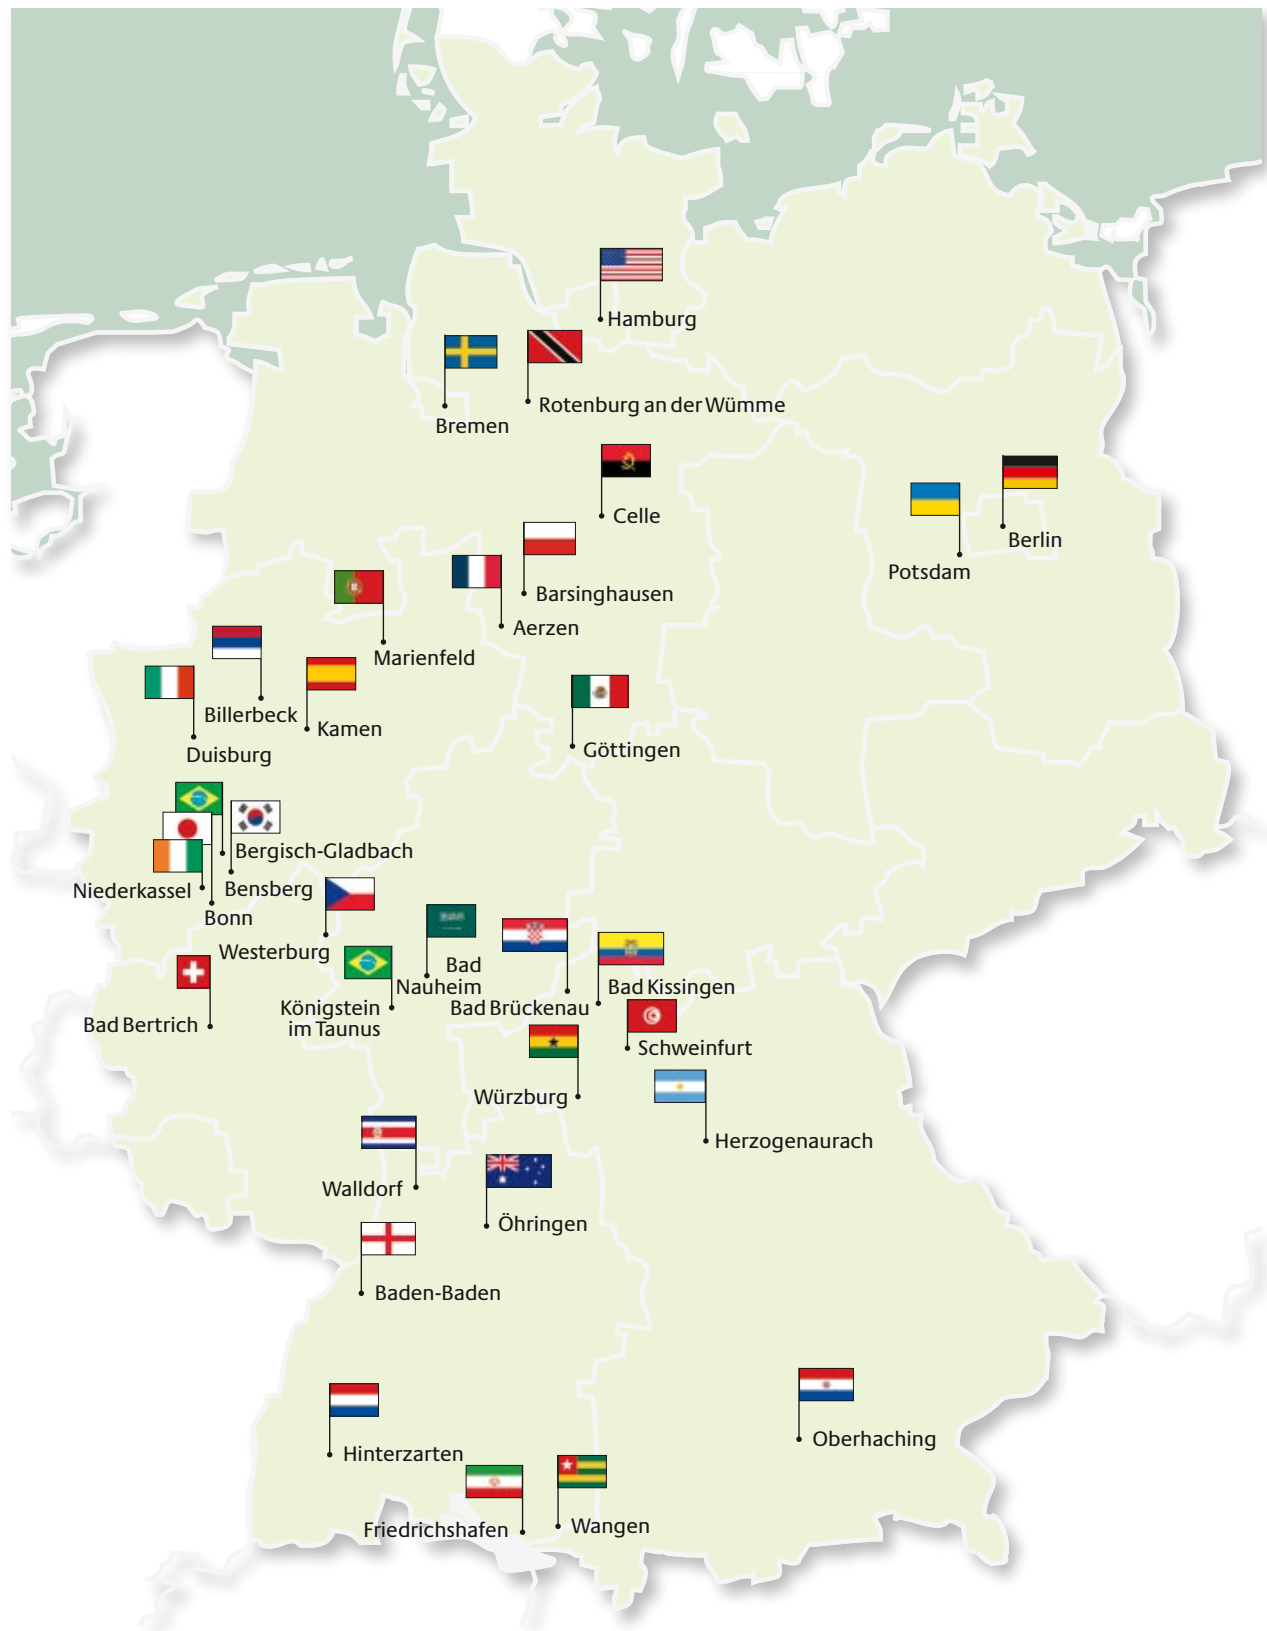 Hamburg
Rotenburg an der Wümme
Bremen
Celle
Berlin
Potsdam
Barsinghausen
Aerzen
Marienfeld
Billerbeck
Kamen
Göttingen
Duisburg
Bergisch-Gladbach
Niederkassel
Bensberg
Bonn
Westerburg
Bad
Nauheim
Bad Kissingen
Königstein
im Taunus
Bad Brückenau
Bad Bertrich
Schweinfurt
Würzburg
Herzogenaurach
Walldorf
Öhringen
Baden-Baden
Oberhaching
Hinterzarten
Friedrichshafen
Wangen